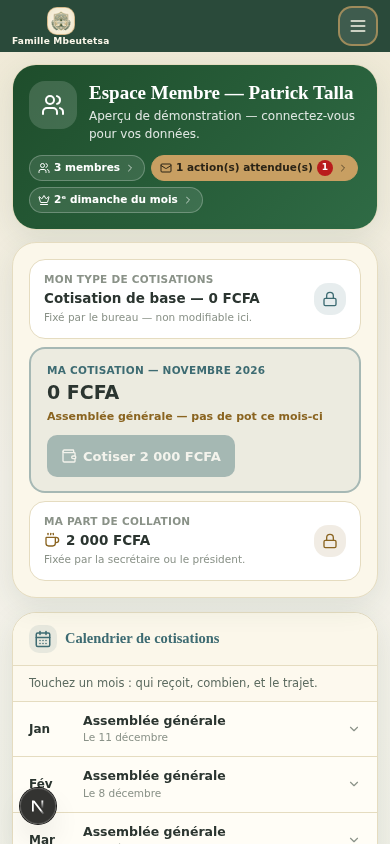 Famille Mbeutetsa
Espace Membre — Patrick Talla
Aperçu de démonstration — connectez-vous
pour vos données.
3 membres
1 action(s) attendue(s) 1
2ᵉ dimanche du mois
MON TYPE DE COTISATIONS
Cotisation de base — 0 FCFA
Fixé par le bureau — non modifiable ici.
MA COTISATION — NOVEMBRE 2026
0 FCFA
Assemblée générale — pas de pot ce mois-ci
Cotiser 2 000 FCFA
MA PART DE COLLATION
2 000 FCFA
Fixée par la secrétaire ou le président.
Calendrier de cotisations
Touchez un mois : qui reçoit, combien, et le trajet.
Jan
Assemblée générale
Le 11 décembre
Fév
Assemblée générale
Le 8 décembre
N
Mar
Assemblée générale